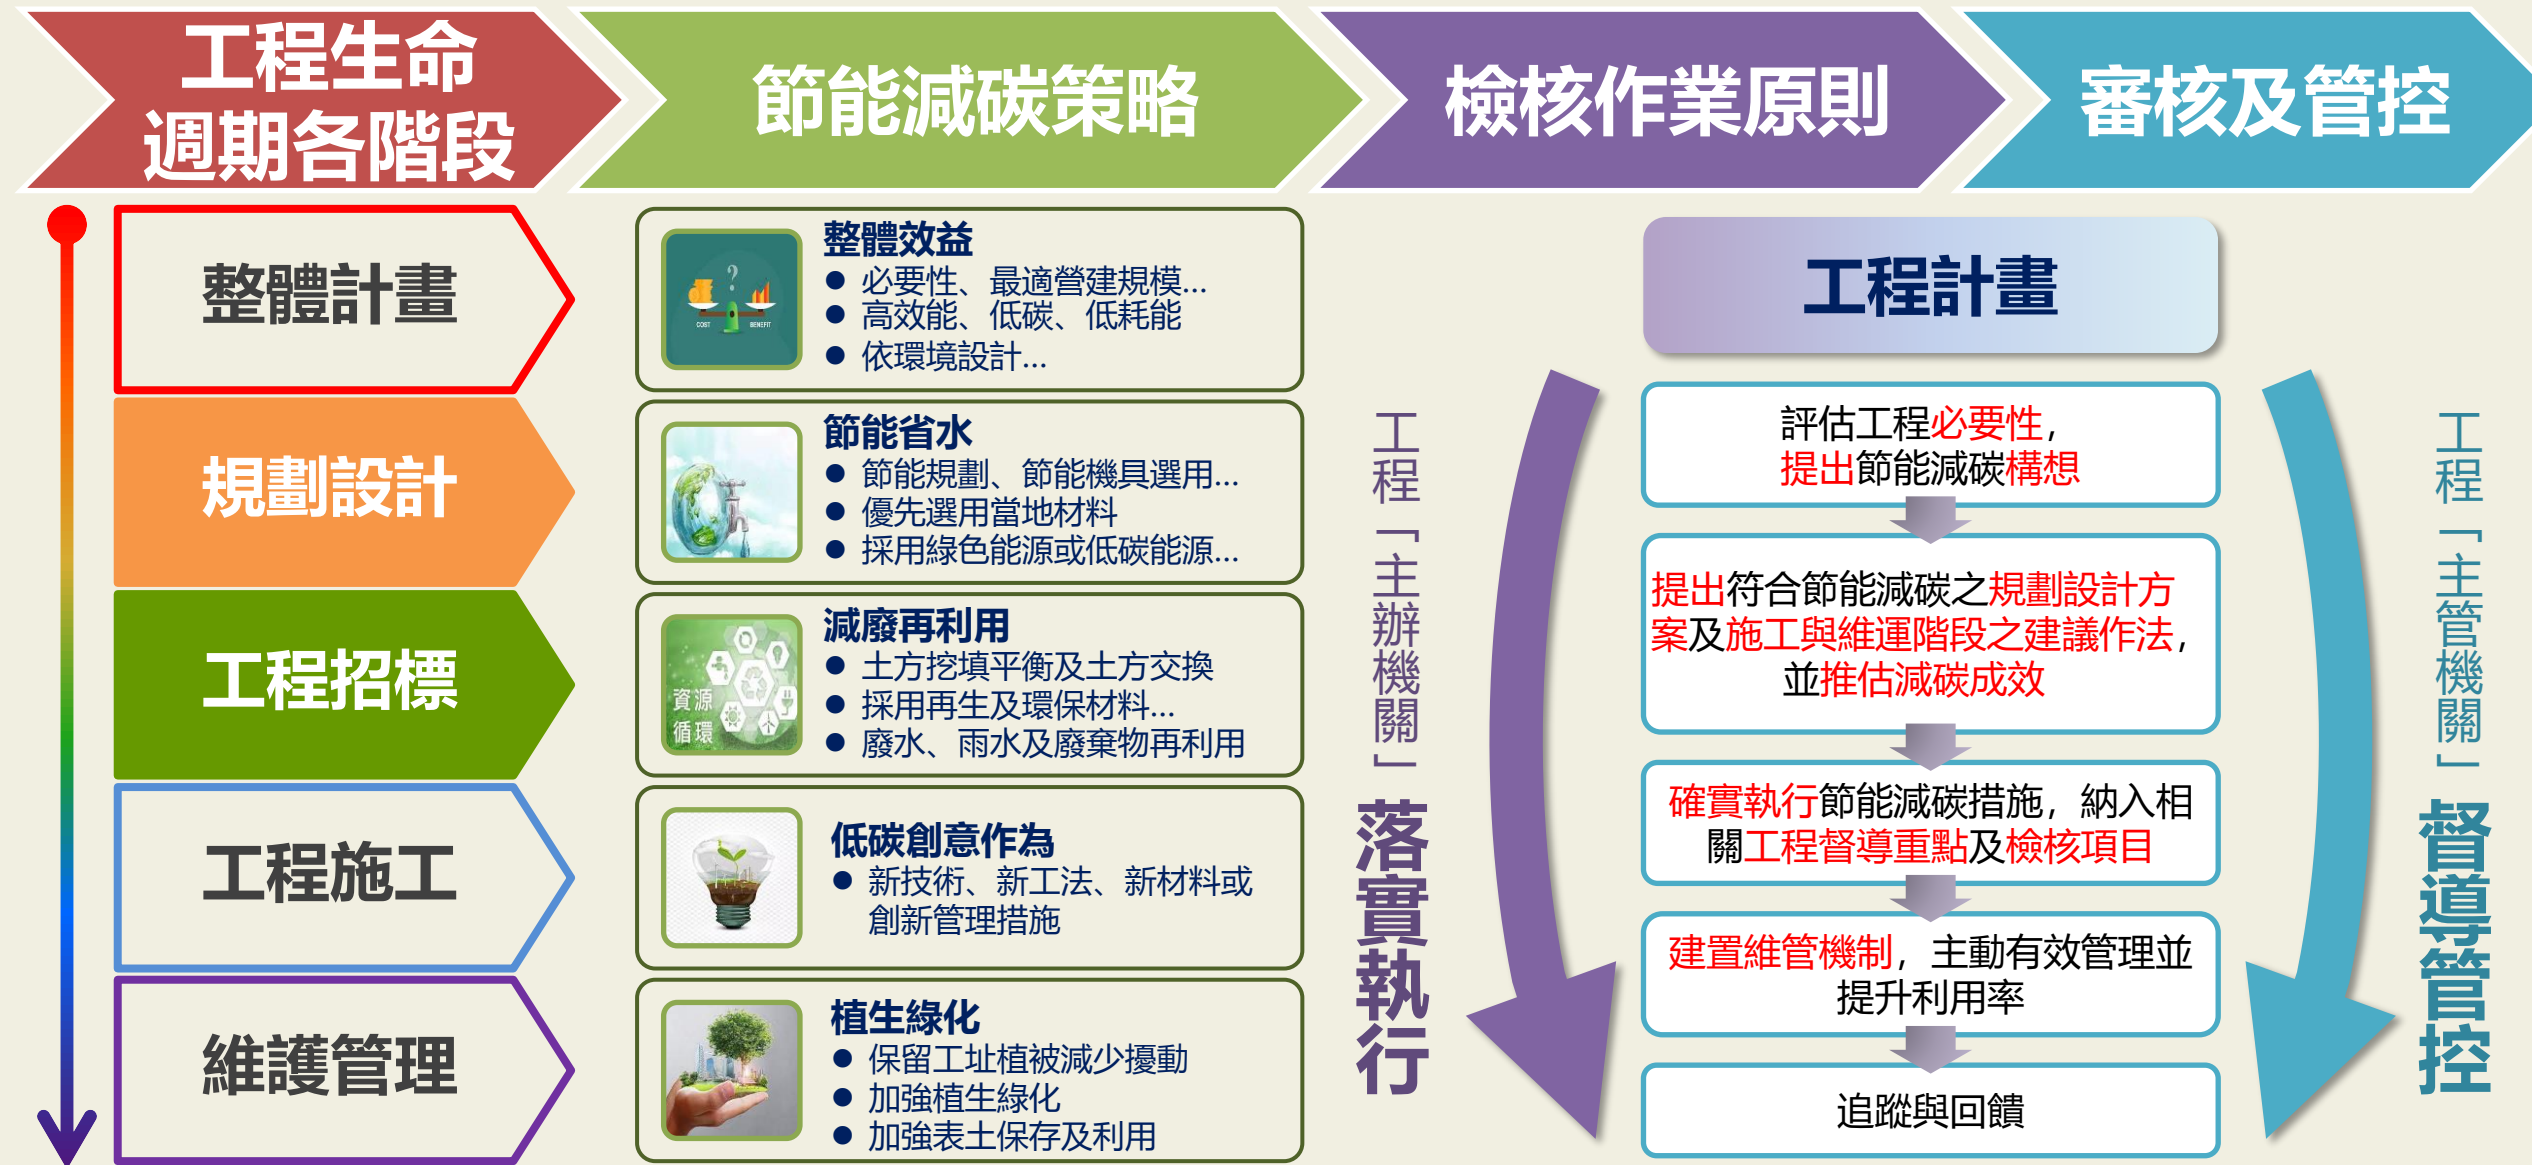 工程生命
週期各階段
節能減碳策略
檢核作業原則
審核及管控
整體計畫
規劃設計
工程招標
工程施工
維護管理
整體效益
● 必要性、最適營建規模...
● 高效能、低碳、低耗能
● 依環境設計...
?
COST
BENEFIT
節能省水
● 節能規劃、節能機具選用...
● 優先選用當地材料
● 採用綠色能源或低碳能源...
減廢再利用
● 土方挖填平衡及土方交換
● 採用再生及環保材料...
● 廢水、雨水及廢棄物再利用
資源
循環
低碳創意作為
● 新技術、新工法、新材料或
創新管理措施
植生綠化
● 保留工址植被減少擾動
● 加強植生綠化
● 加強表土保存及利用
工程「主辦機關」落實執行
工程計畫
評估工程必要性，
提出節能減碳構想
提出符合節能減碳之規劃設計方
案及施工與維運階段之建議作法，
並推估減碳成效
確實執行節能減碳措施，納入相
關工程督導重點及檢核項目
建置維管機制，主動有效管理並
提升利用率
追蹤與回饋
工程「主管機關」督導管控